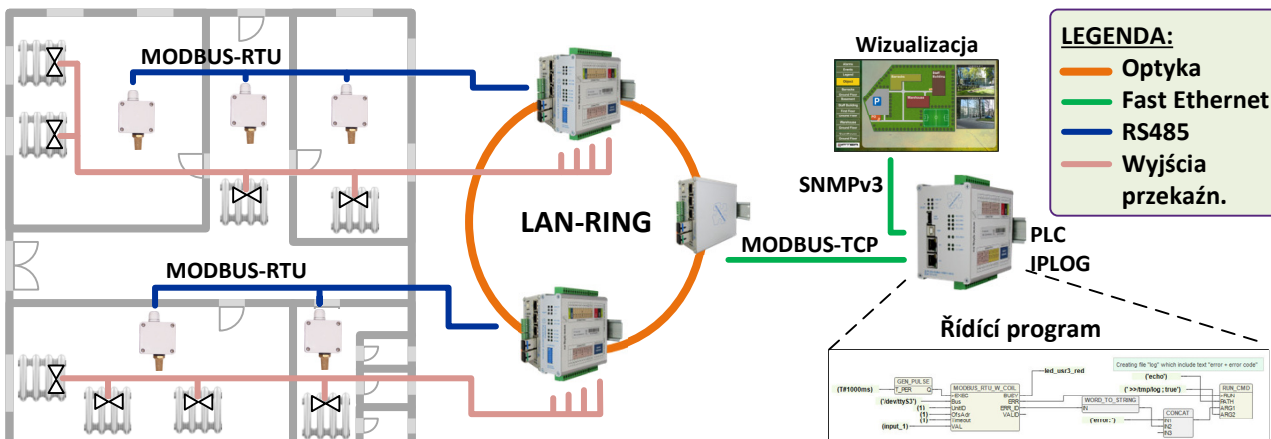 MODBUS-RTU
MODBUS-RTU
LAN-RING
MODBUS-TCP
Wizualizacja
SNMPv3
PLC
IPLOG
LEGENDA:
Optyka
Fast Ethernet
RS485
Wyjścia
przekaźn.
Řídící program
Creating file "log" which include text "error + error code"
GEN_PULSE
(T#1000ms)
T_PER
Q
MODBUS_RTU_W_COIL
led_usr3_red
EXEC
BUSY
('/dev/ttyS3')
Bus
ERR
(1)
UnitID
ERR_ID
(1)
OfsAdr
VALID
(1)
Timeout
(input_1)
VAL
WORD_TO_STRING
IN
('error: ')
CONCAT
IN1
IN2
IN3
('echo')
('>>/tmp/log ; true')
RUN_CMD
RUN
PATH
ARG1
ARG2